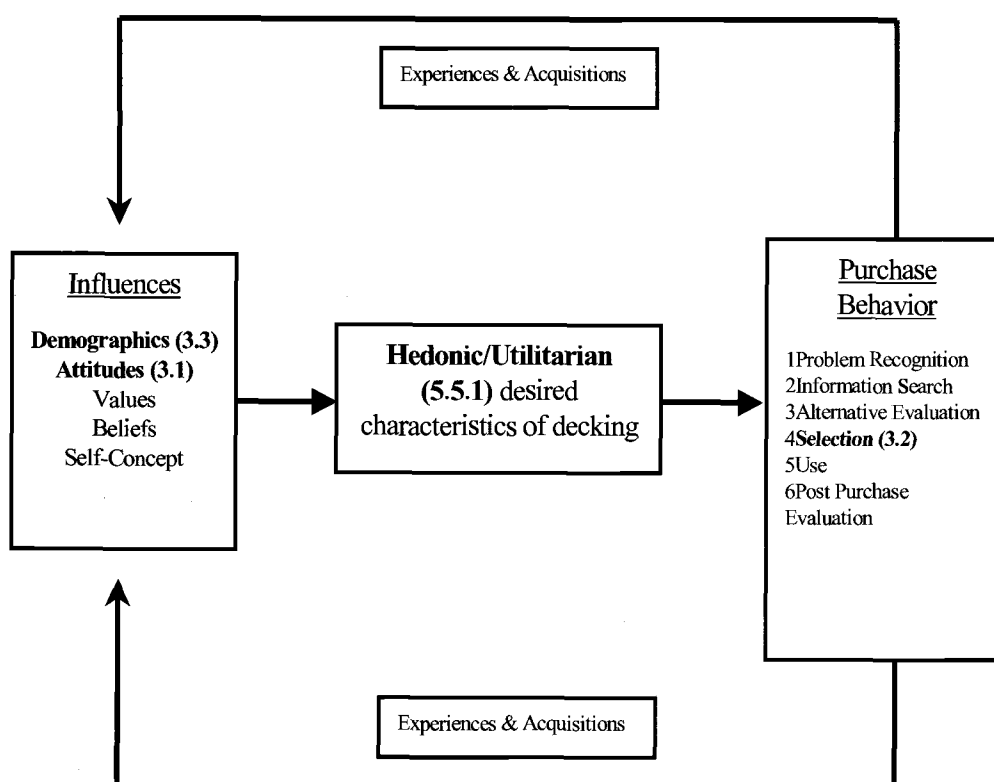 Experiences & Acquisitions
Influences
Demographics (3.3)
Attitudes (3.1)
Values
Beliefs
Self-Concept
Hedonic/Utilitarian
(5.5.1) desired
characteristics of decking
Purchase
Behavior
1Problem Recognition
2Information Search
3Alternative Evaluation
4Selection (3.2)
5Use
6Post Purchase
Evaluation
Experiences & Acquisitions